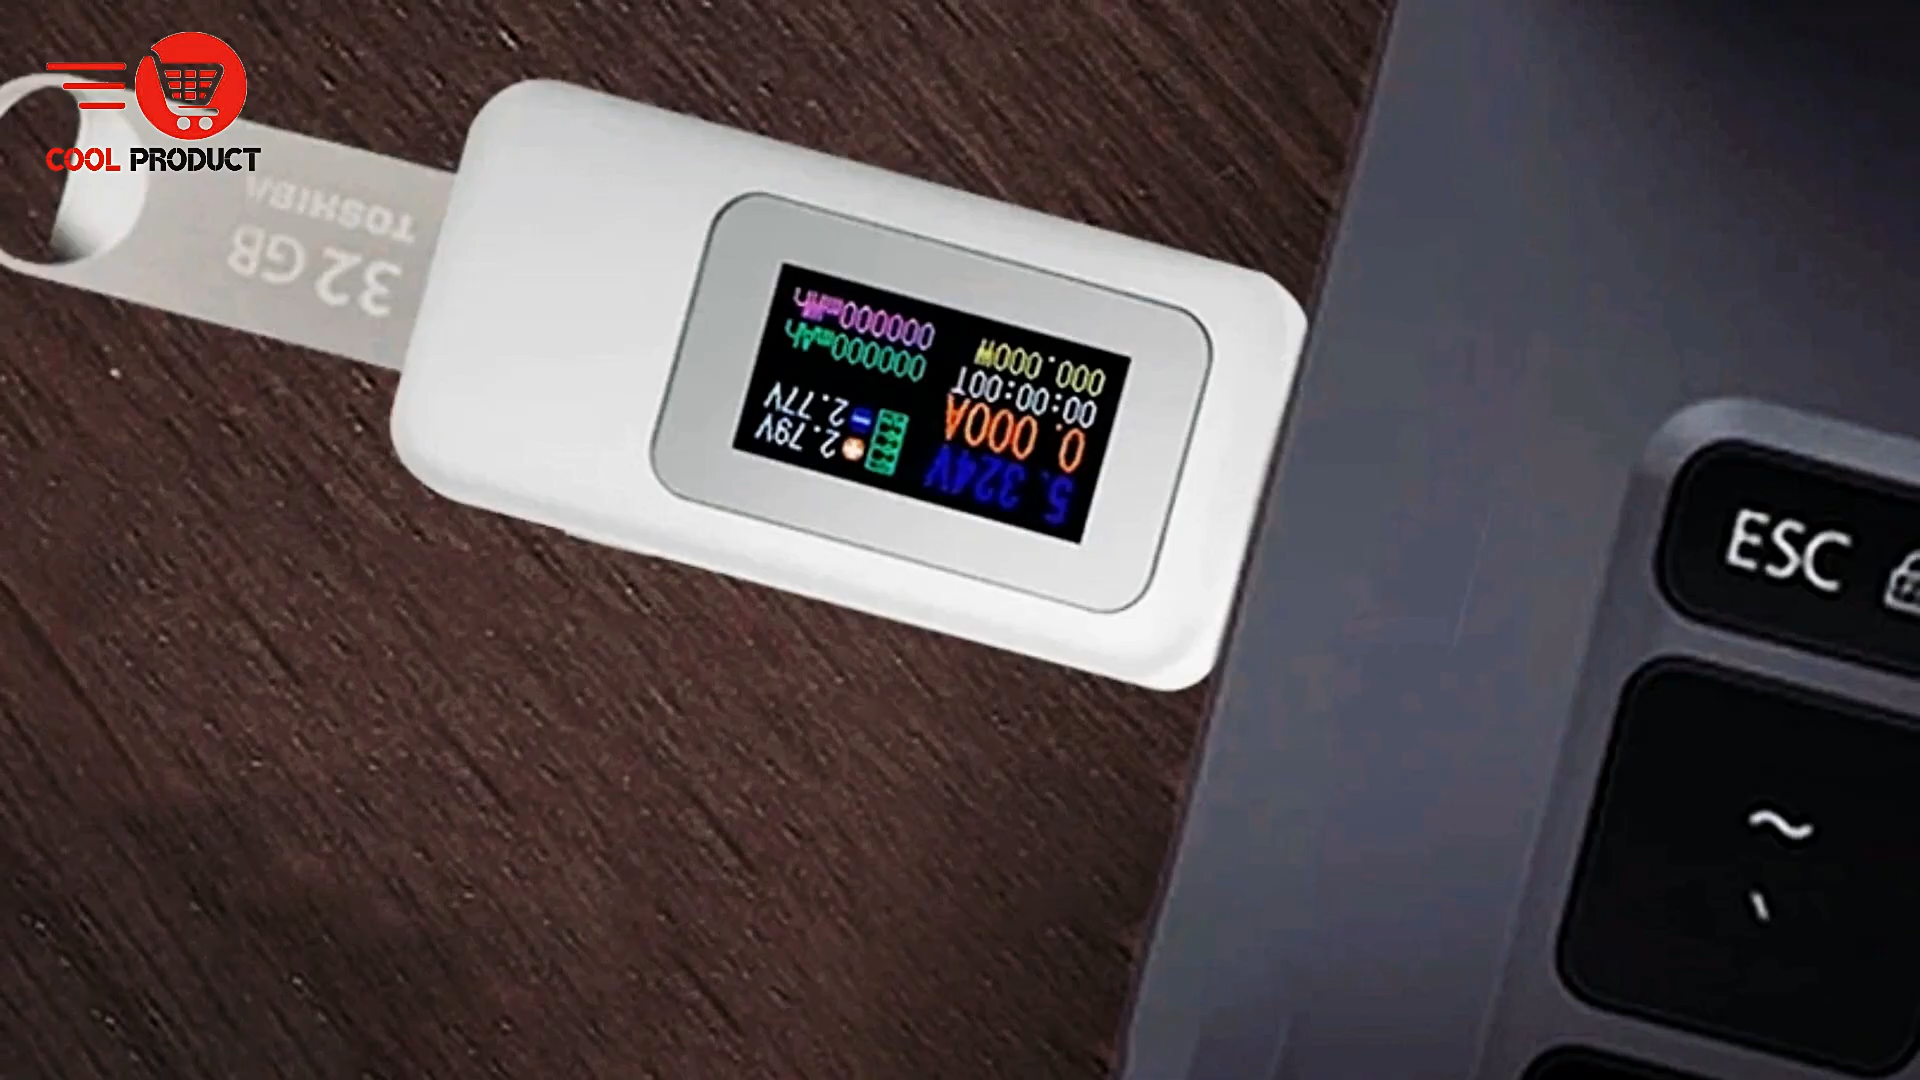 COOL PRODUCT
32 GB
TOSHIBA
5.324V
0.000A
00:00:00T
000.000W
2.79V
2.77V
000000mAh
000000mWh
ESC
~
`